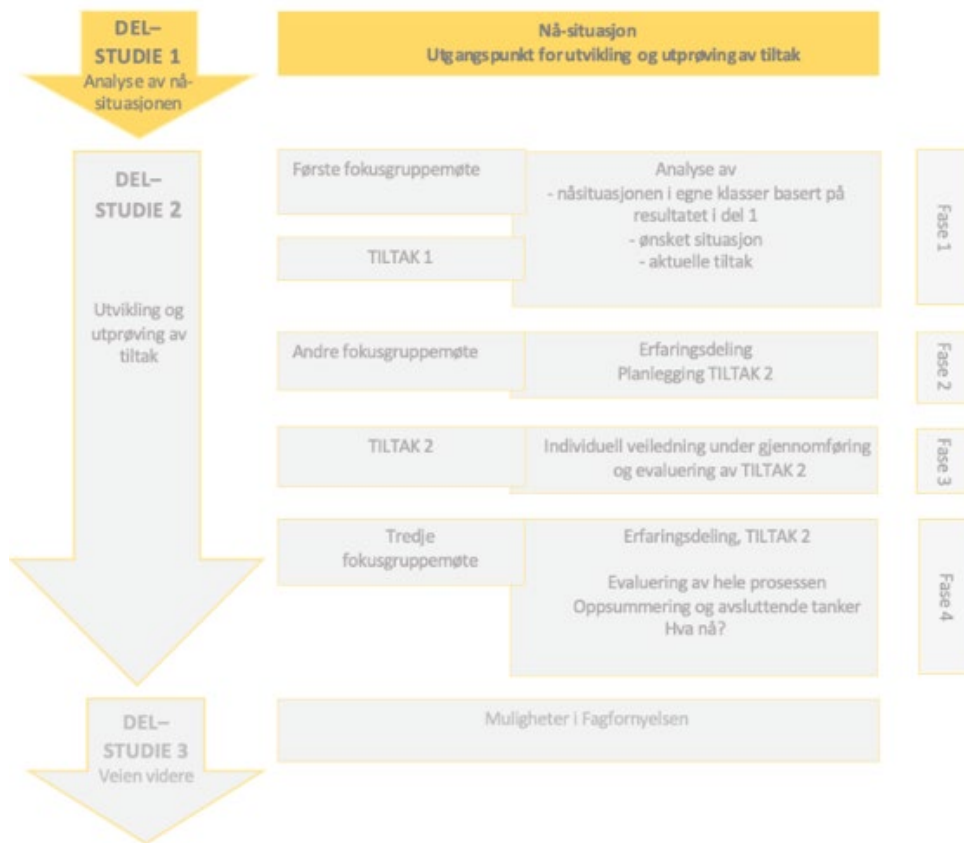 DEL–
STUDIE 1
Analyse av nå-
situasjonen
Nå-situasjon
Utgangspunkt for utvikling og utprøving av tiltak
DEL–
STUDIE 2
Utvikling og
utprøving av
tiltak
Første fokusgruppemøte
TILTAK 1
Analyse av
- nåsituasjonen i egne klasser basert på
resultatet i del 1
- ønsket situasjon
- aktuelle tiltak
Fase 1
Andre fokusgruppemøte
Erfaringsdeling
Planlegging TILTAK 2
Fase 2
TILTAK 2
Individuell veiledning under gjennomføring
og evaluering av TILTAK 2
Fase 3
Tredje
fokusgruppemøte
Erfaringsdeling, TILTAK 2
Evaluering av hele prosessen
Oppsummering og avsluttende tanker
Hva nå?
Fase 4
DEL–
STUDIE 3
Veien videre
Muligheter i Fagfornyelsen